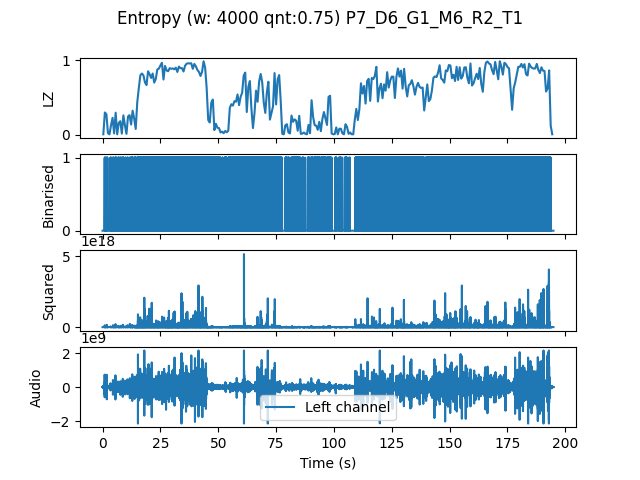 Entropy (w: 4000 qnt:0.75) P7_D6_G1_M6_R2_T1
1
LZ
0
1
Binarised
0
1e18
5
Squared
0
1e9
2
Audio
0
−2
Left channel
0 25 50 75 100 125 150 175 200
Time (s)